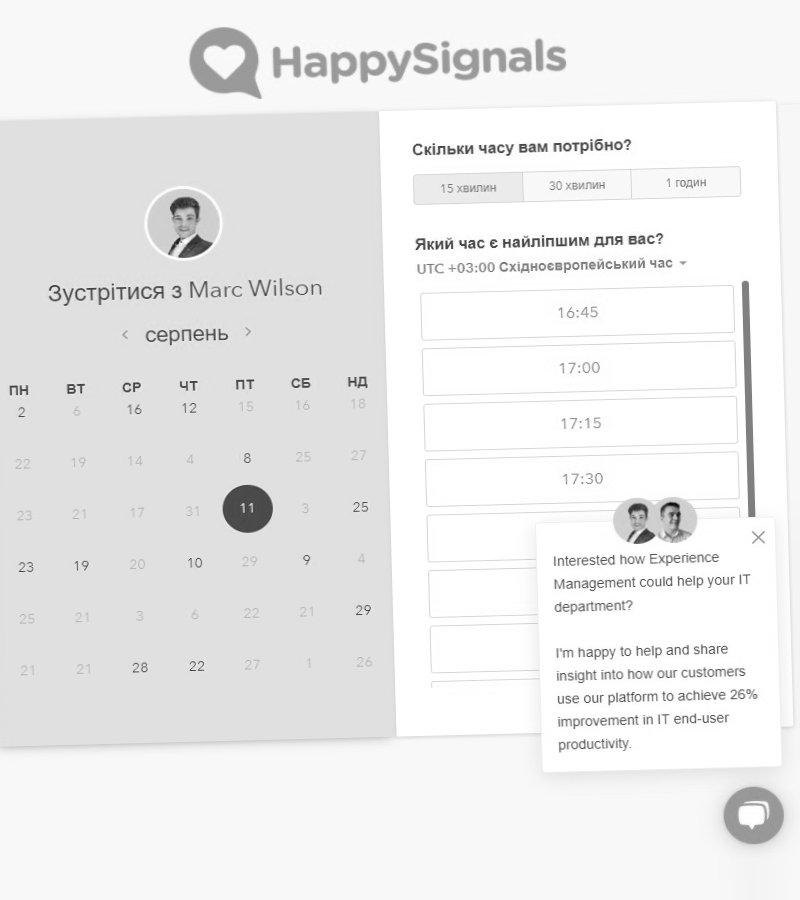 HappySignals
Зустрітися з Marc Wilson
серпень
ПН ВТ СР ЧТ ПТ СБ НД
2 6 16 12 15 16 18
22 19 14 4 8 25 27
23 21 17 31 11 3 25
23 19 20 10 29 9 4
25 21 3 6 22 21 29
21 21 28 22 27 1 26
Скільки часу вам потрібно?
15 хвилин 30 хвилин 1 годин
Який час є найліпшим для вас?
UTC +03:00 Східноєвропейський час
16:45
17:00
17:15
17:30
Interested how Experience
Management could help your IT
department?
I'm happy to help and share
insight into how our customers
use our platform to achieve 26%
improvement in IT end-user
productivity.